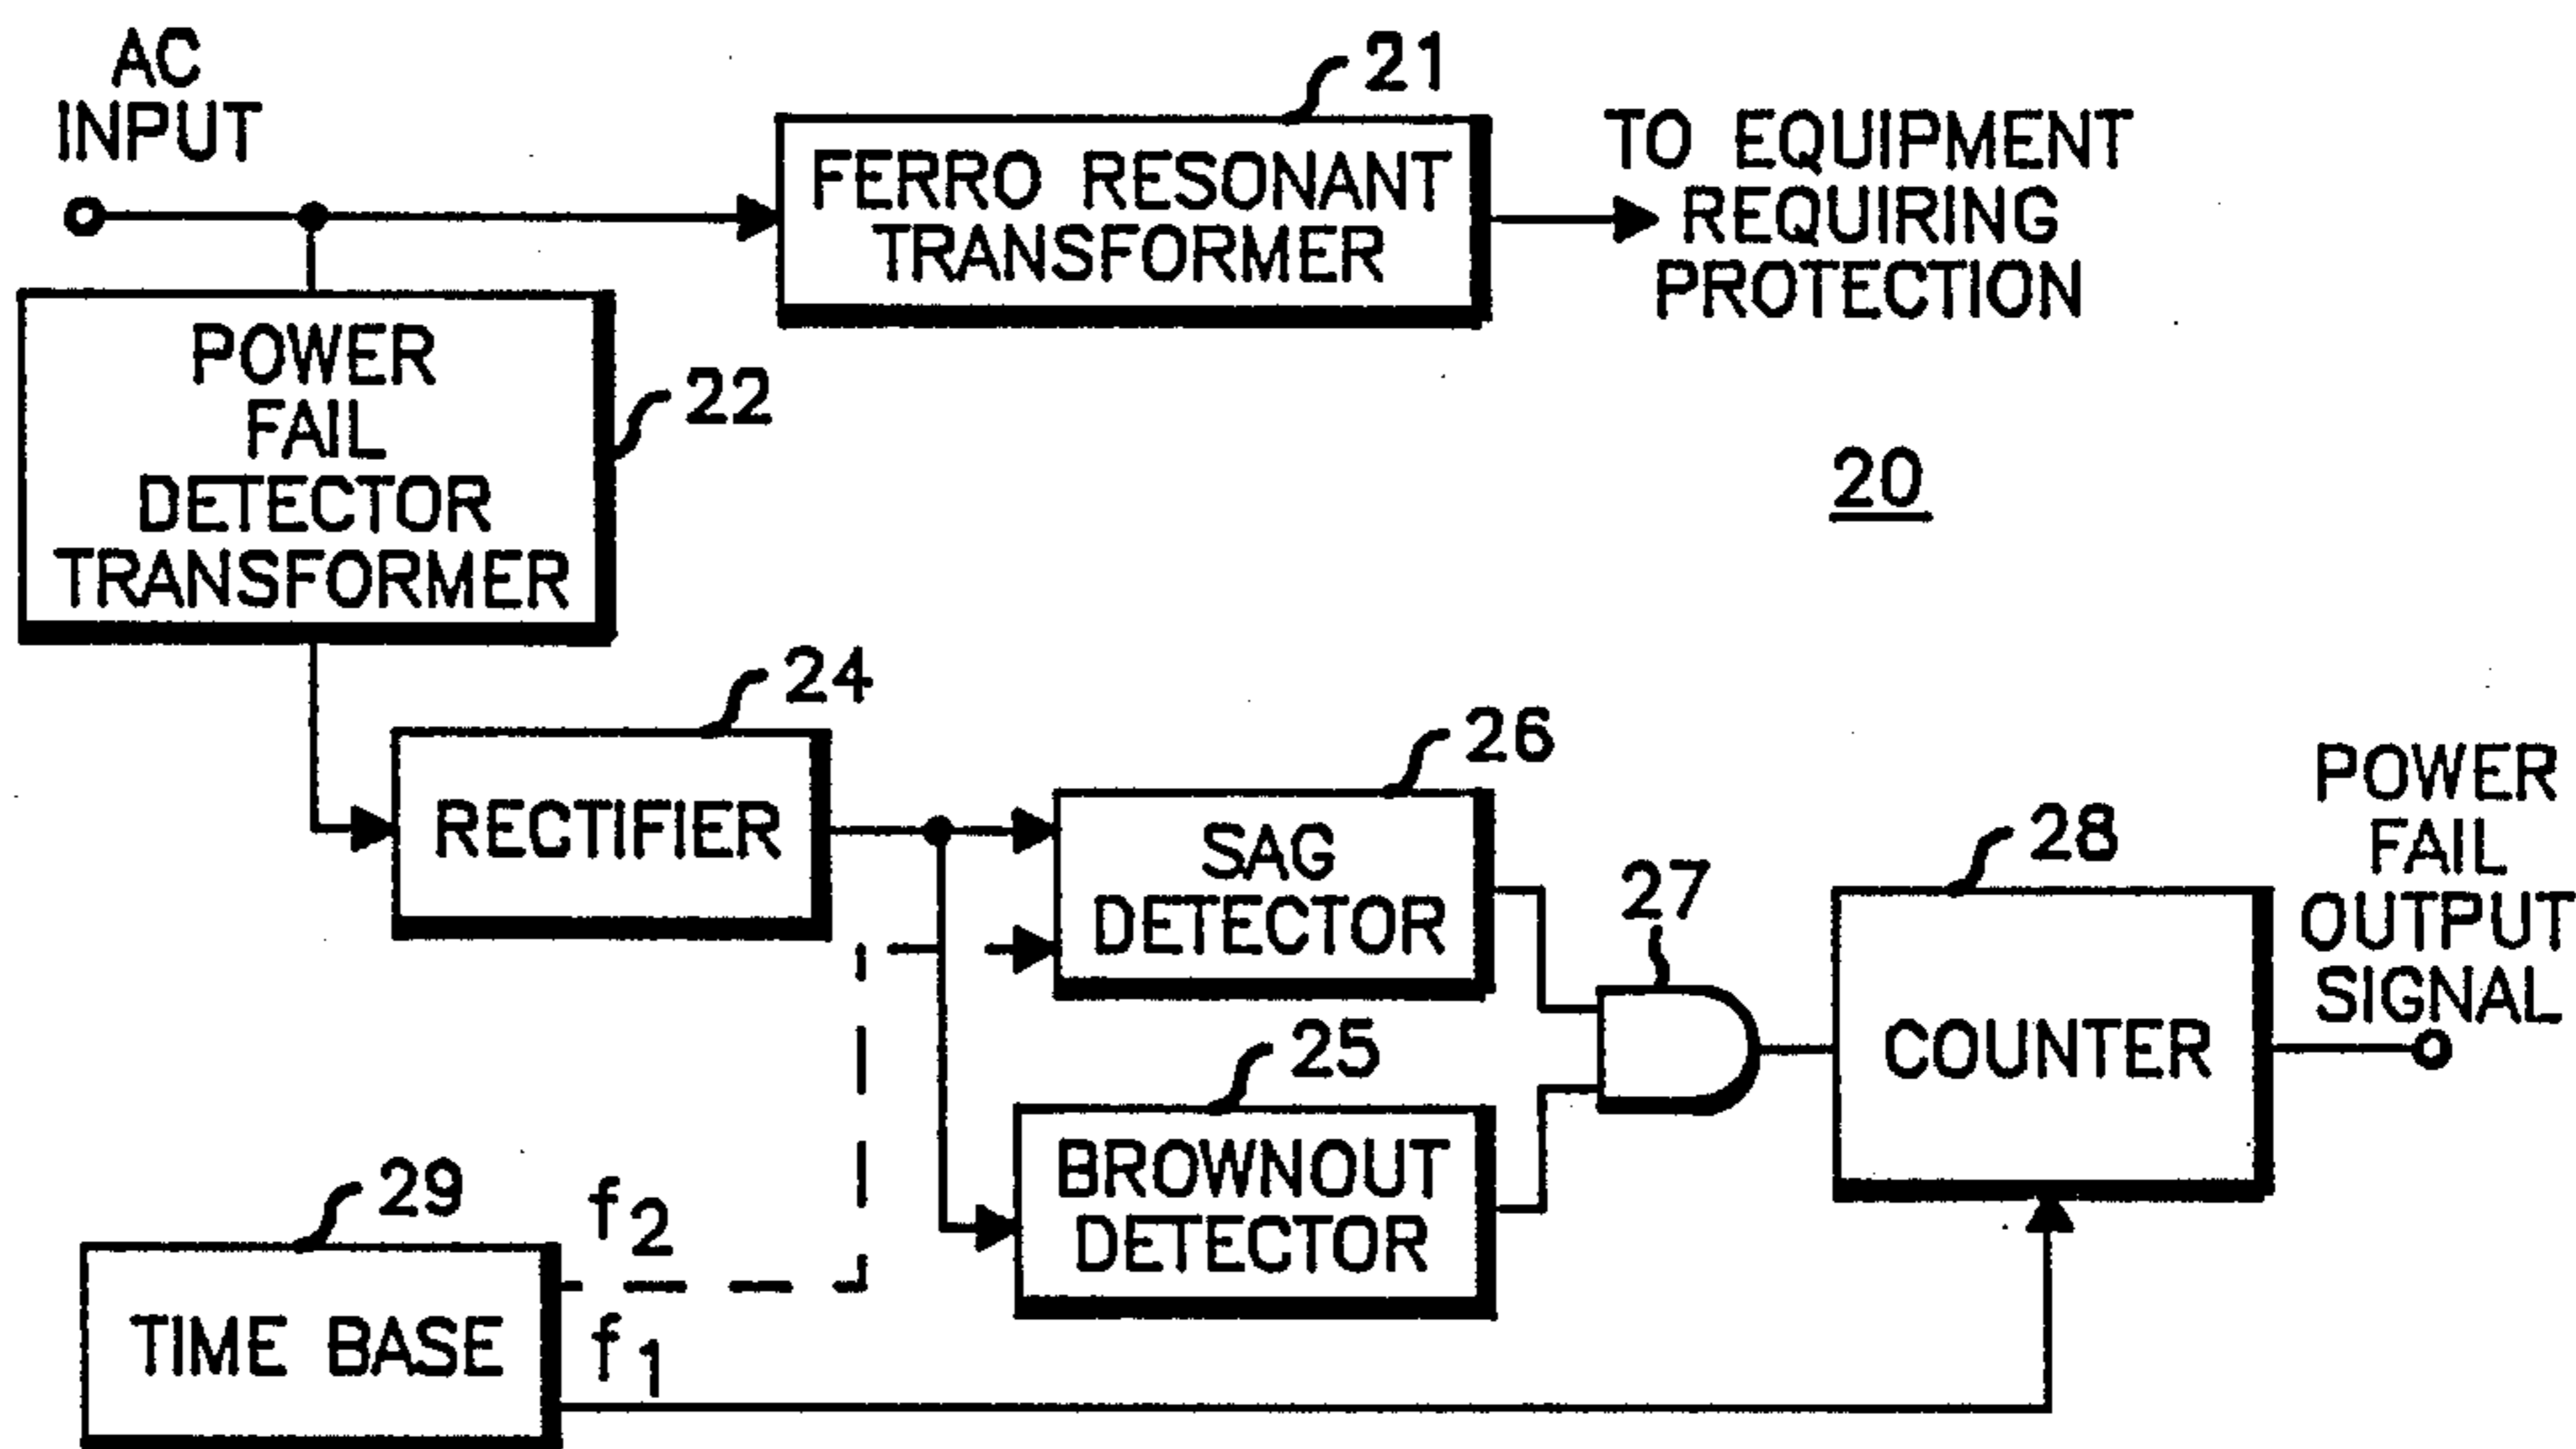 AC
INPUT
21
FERRO RESONANT
TRANSFORMER
TO EQUIPMENT
REQUIRING
PROTECTION
POWER
FAIL
DETECTOR
TRANSFORMER
22
20
24
RECTIFIER
26
SAG
DETECTOR
27
28
COUNTER
POWER
FAIL
OUTPUT
SIGNAL
25
BROWNOUT
DETECTOR
29
TIME BASE
f2
f1